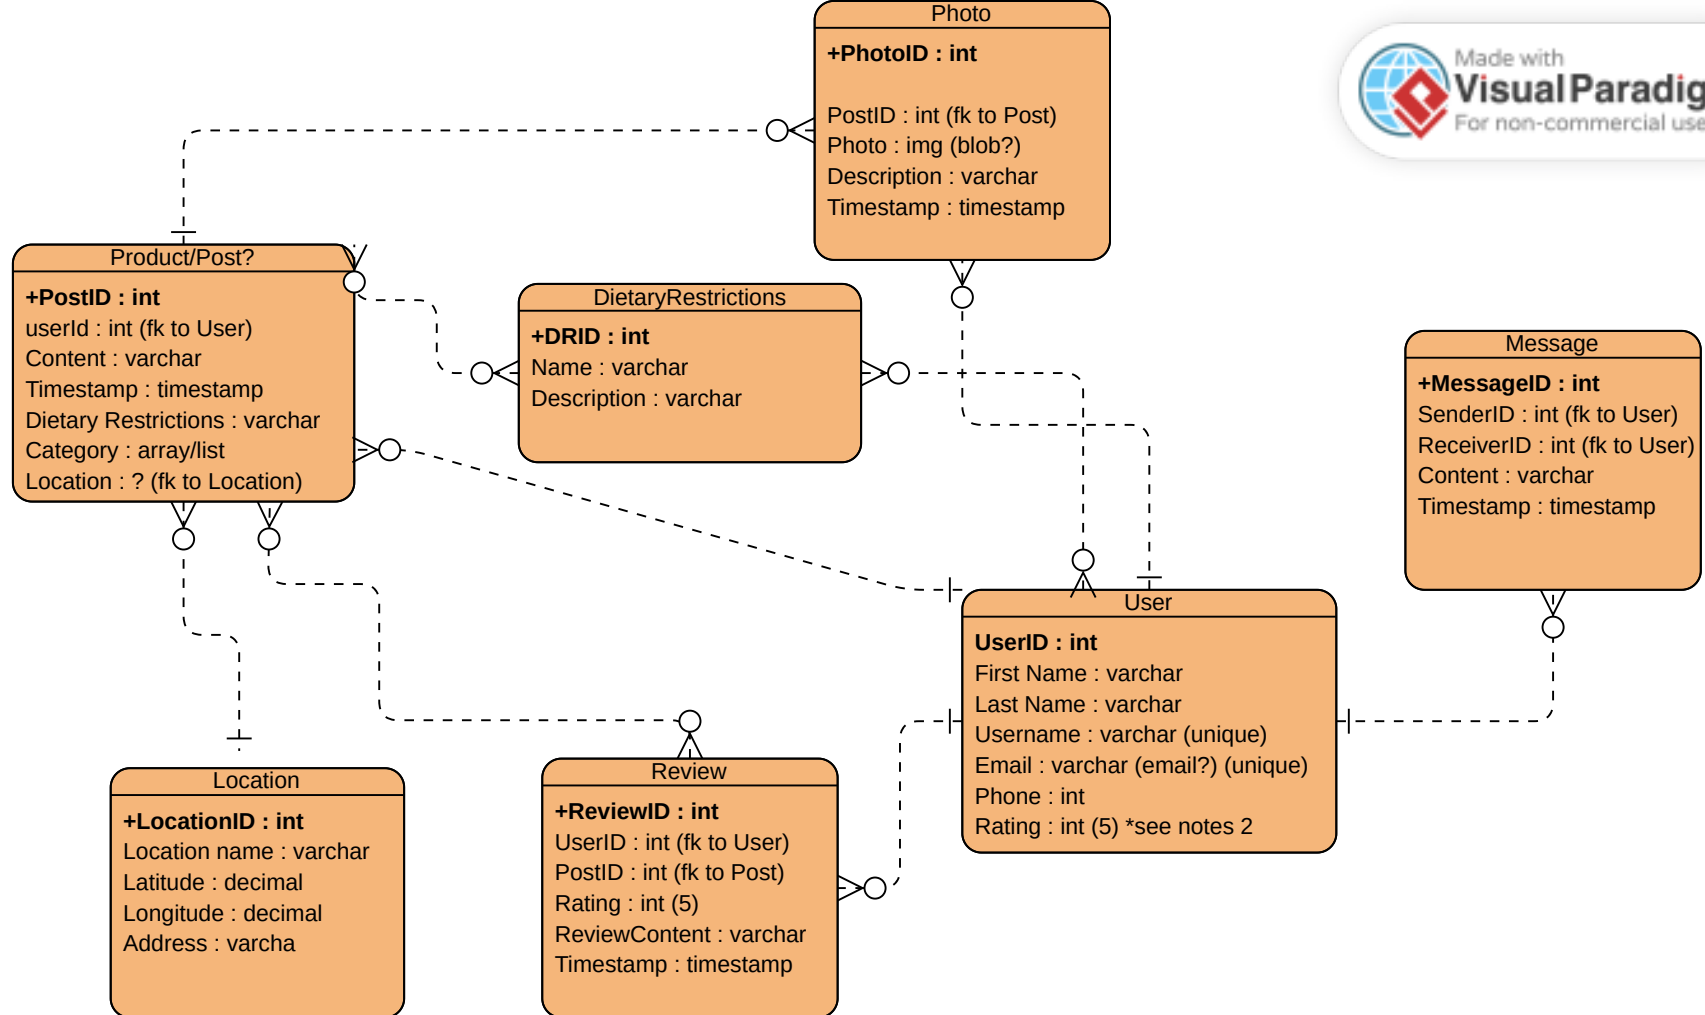 Photo
+PhotoID : int
PostID : int (fk to Post)
Photo : img (blob?)
Description : varchar
Timestamp : timestamp
Made with
Visual Paradig
For non-commercial use
Product/Post?
+PostID : int
userId : int (fk to User)
Content : varchar
Timestamp : timestamp
Dietary Restrictions : varchar
Category : array/list
Location : ? (fk to Location)
DietaryRestrictions
+DRID : int
Name : varchar
Description : varchar
Message
+MessageID : int
SenderID : int (fk to User)
ReceiverID : int (fk to User)
Content : varchar
Timestamp : timestamp
User
UserID : int
First Name : varchar
Last Name : varchar
Username : varchar (unique)
Email : varchar (email?) (unique)
Phone : int
Rating : int (5) *see notes 2
Location
+LocationID : int
Location name : varchar
Latitude : decimal
Longitude : decimal
Address : varcha
Review
+ReviewID : int
UserID : int (fk to User)
PostID : int (fk to Post)
Rating : int (5)
ReviewContent : varchar
Timestamp : timestamp